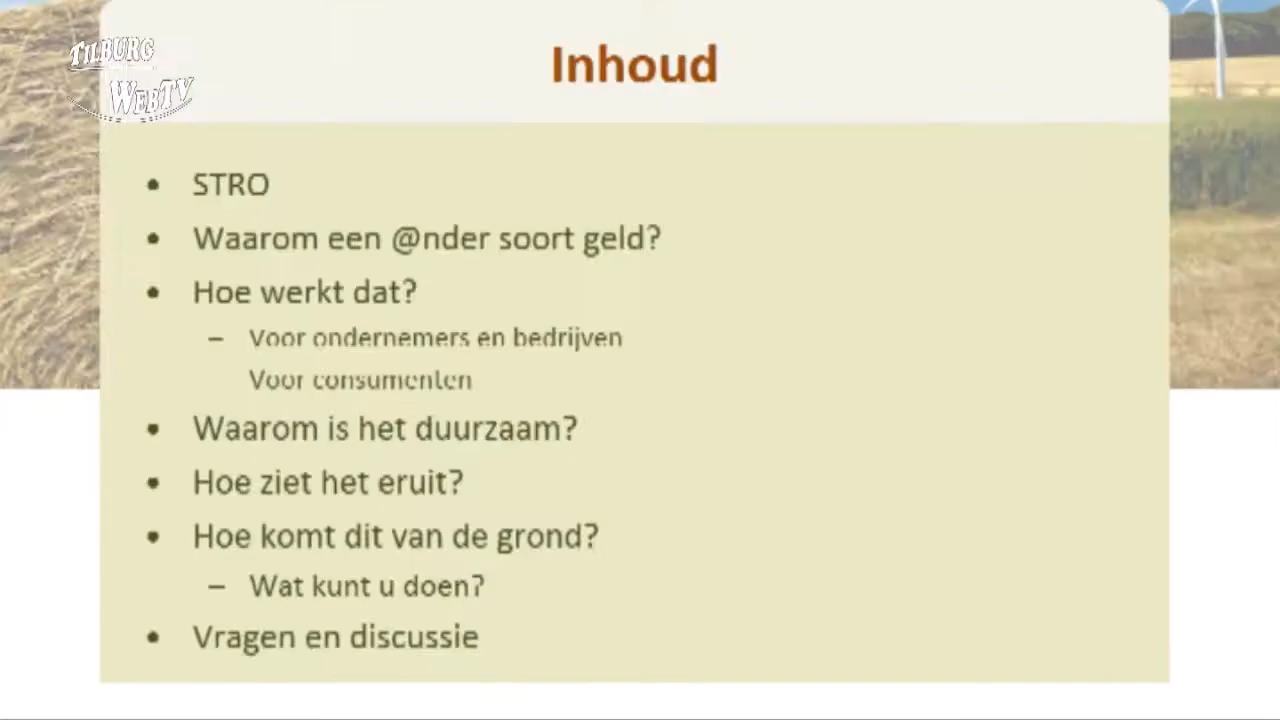 TILBURG
WEBTV
Inhoud
• STRO
• Waarom een @nder soort geld?
• Hoe werkt dat?
– Voor ondernemers en bedrijven
Voor consumenten
• Waarom is het duurzaam?
• Hoe ziet het eruit?
• Hoe komt dit van de grond?
– Wat kunt u doen?
• Vragen en discussie